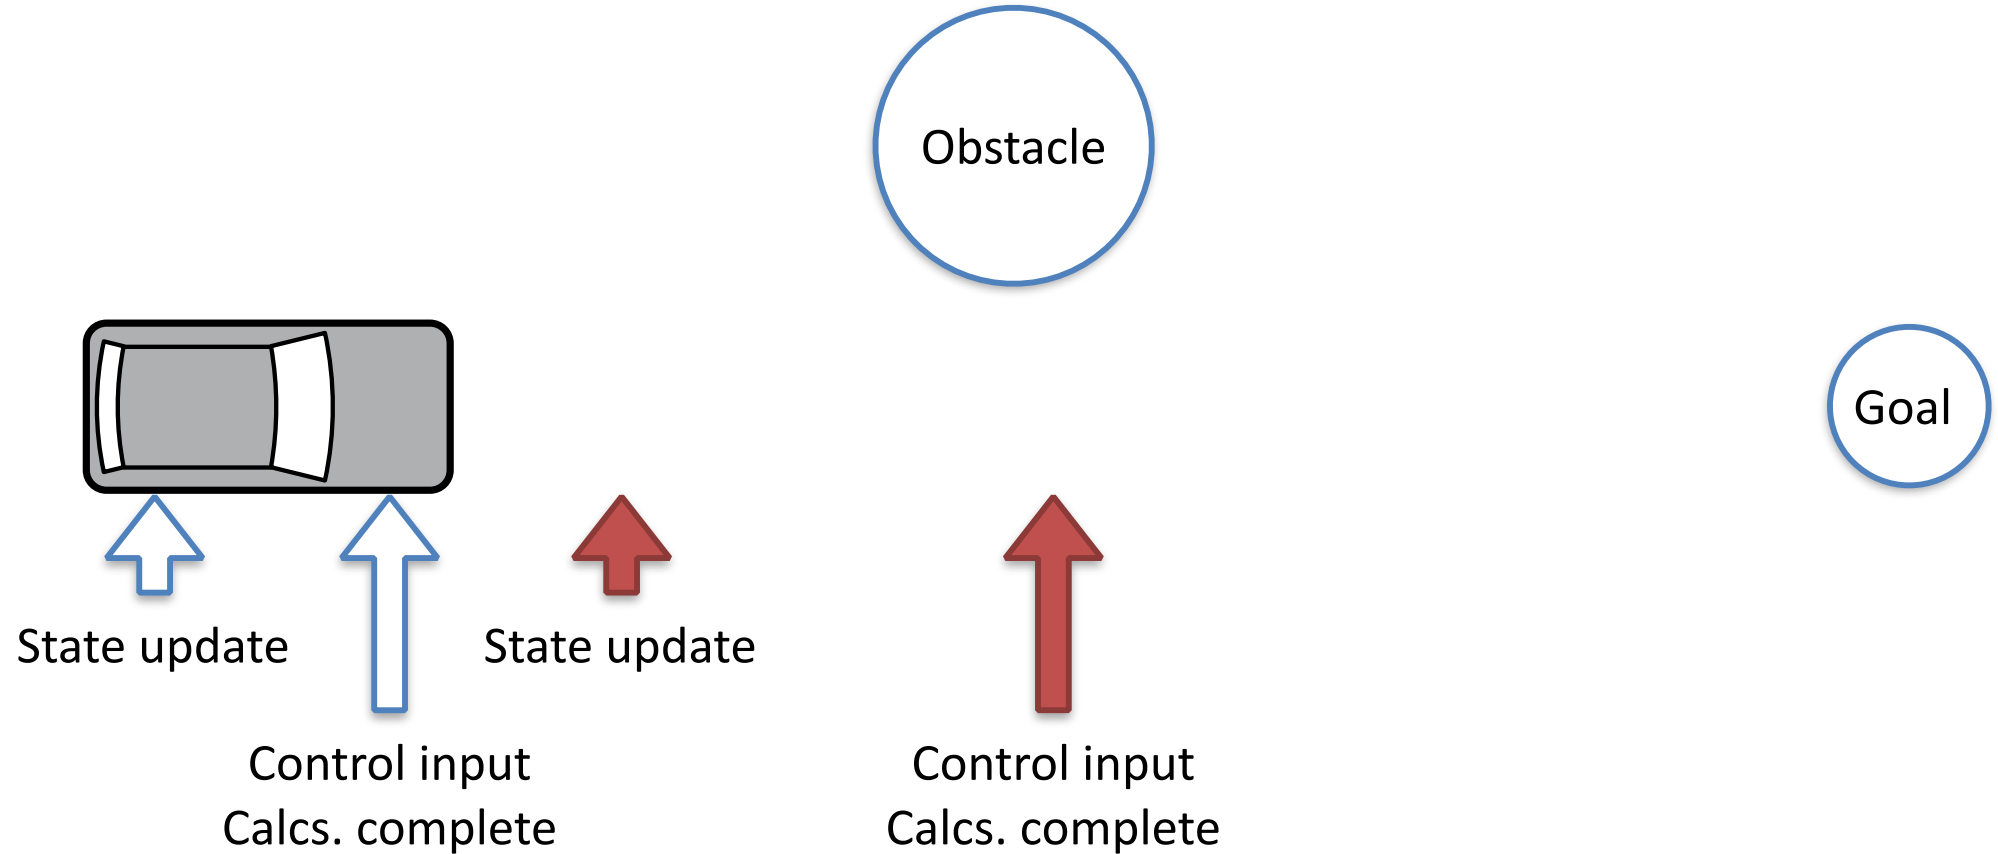 Obstacle
Goal
State update
State update
Control input
Calcs. complete
Control input
Calcs. complete